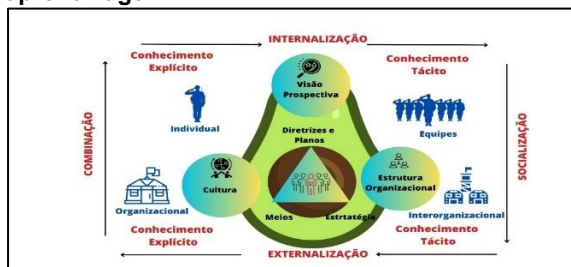 INTERNALIZAÇÃO
Conhecimento
Explícito
Conhecimento
Tácito
Visão
Prospectiva
Individual
Diretrizes e
Planos
Equipes
COMBINAÇÃO
SOCIALIZAÇÃO
Cultura
Estrutura
Organizacional
Organizacional
Meios
Estrtatégia
Interorganizacional
Conhecimento
Explícito
Conhecimento
Tácito
EXTERNALIZAÇÃO